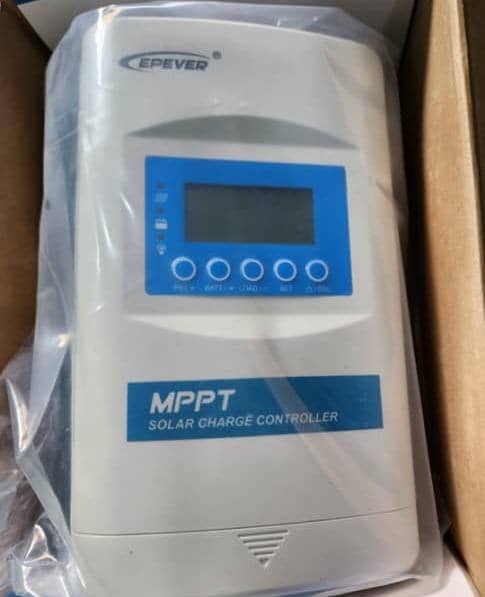 EPEVER®
MPPT
SOLAR CHARGE CONTROLLER